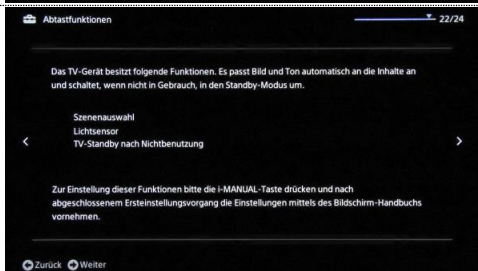 Abtastfunktionen 22/24
Das TV-Gerät besitzt folgende Funktionen. Es passt Bild und Ton automatisch an die Inhalte an
und schaltet, wenn nicht in Gebrauch, in den Standby-Modus um.
Szenenauswahl
Lichtsensor
TV-Standby nach Nichtbenutzung
Zur Einstellung dieser Funktionen bitte die i-MANUAL-Taste drücken und nach
abgeschlossenem Ersteinstellungsvorgang die Einstellungen mittels des Bildschirm-Handbuchs
vornehmen.
Zurück Weiter